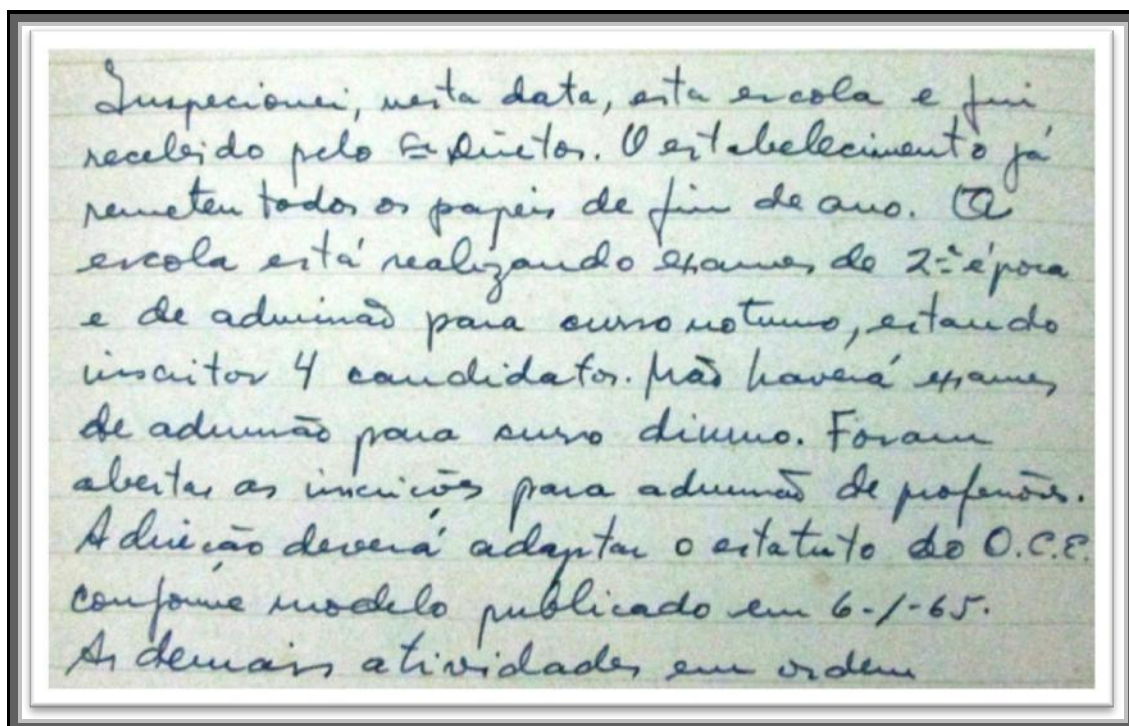 Inspecionei, nesta data, esta escola e fui
recebido pelo Sr. Diretor. O estabelecimento já
remeteu todos os papeis de fim de ano. A
escola está realizando exames de 2ª época
e de admissão para curso noturno, estando
inscritos 4 candidatos. Não haverá exames
de admissão para curso diurno. Foram
abertas as inscrições para admissão de professores.
A direção deverá adaptar o estatuto do O.C.E.
conforme modelo publicado em 6-1-65.
As demais atividades em ordem